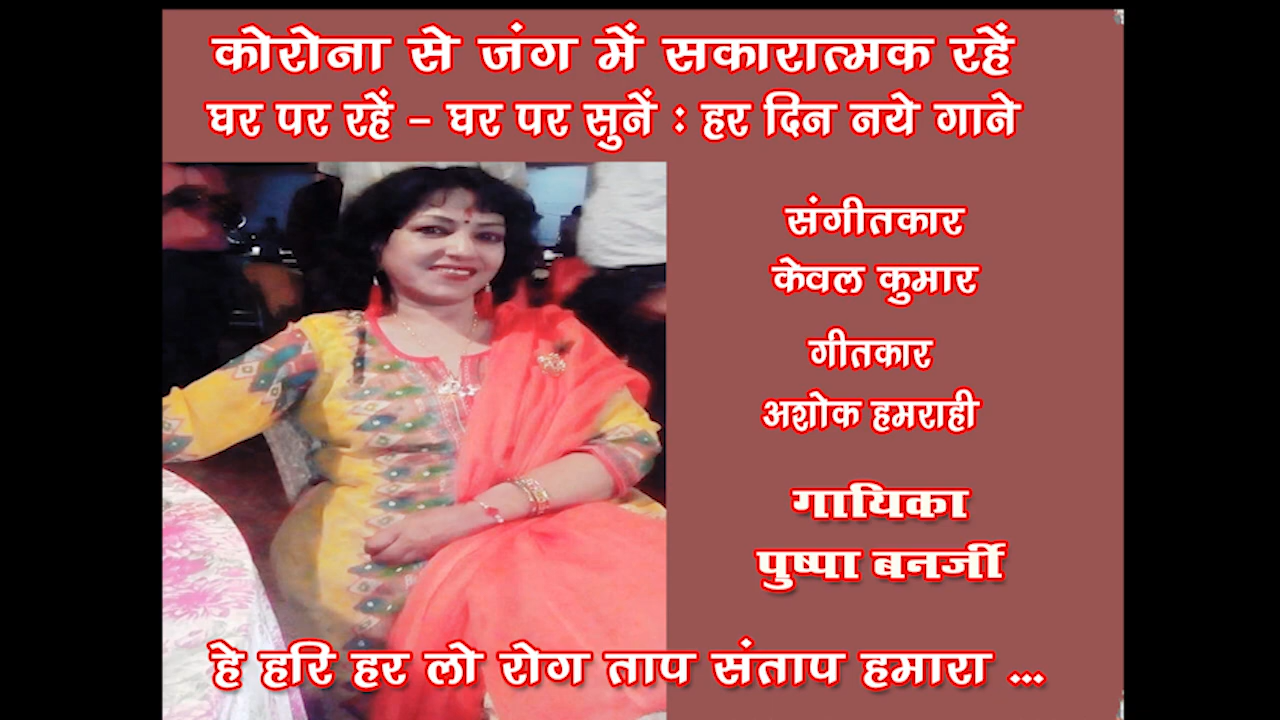 कोरोना से जंग में सकारात्मक रहें
घर पर रहें - घर पर सुनें : हर दिन नये गाने
संगीतकार
केवल कुमार
गीतकार
अशोक हमराही
गायिका
पुष्पा बनर्जी
हे हरि हर लो रोग ताप संताप हमारा ...